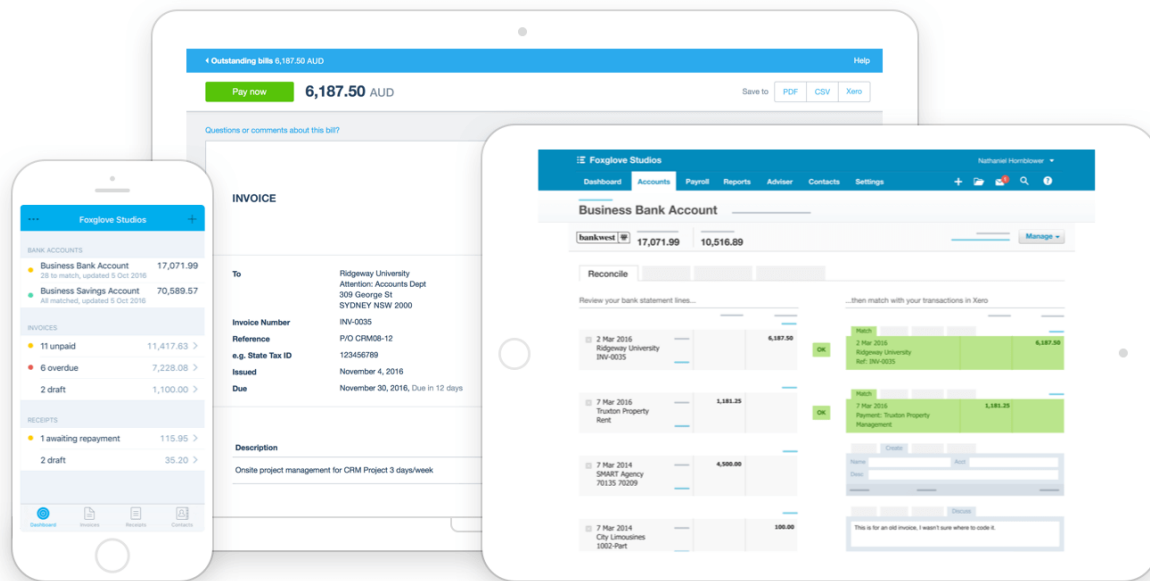 Outstanding bills 6,187.50 AUD
Help
Pay now
6,187.50 AUD
Save to
PDF
CSV
Xero
Questions or comments about this bill?
INVOICE
To
Ridgeway University
Attention: Accounts Dept
309 George St
SYDNEY NSW 2000
Invoice Number
INV-0035
Reference
P/O CRM08-12
e.g. State Tax ID
123456789
Issued
November 4, 2016
Due
November 30, 2016, Due in 12 days
Description
Onsite project management for CRM Project 3 days/week
Foxglove Studios
BANK ACCOUNTS
Business Bank Account 17,071.99
28 to match, updated 5 Oct 2016
Business Savings Account 70,589.57
All matched, updated 5 Oct 2016
INVOICES
11 unpaid 11,417.63
6 overdue 7,228.08
2 draft 1,100.00
RECEIPTS
1 awaiting repayment 115.95
2 draft 35.20
Dashboard Invoices Receipts Contacts
Foxglove Studios
Nathaniel Hornblower
Dashboard Accounts Payroll Reports Adviser Contacts Settings
Business Bank Account
bankwest
17,071.99
10,516.89
Manage
Reconcile
Review your bank statement lines...
...then match with your transactions in Xero
2 Mar 2016
Ridgeway University
INV-0035
6,187.50
OK
Match
2 Mar 2016
Ridgeway University
Ref: INV-0035
6,187.50
7 Mar 2016
Truxton Property
Rent
1,181.25
OK
Match
7 Mar 2016
Payment: Truxton Property
Management
1,181.25
7 Mar 2014
SMART Agency
70135 70209
4,500.00
Create
Name
Acct
Desc
7 Mar 2014
City Limousines
1002-Part
100.00
Discuss
This is for an old invoice, I wasn't sure where to code it.